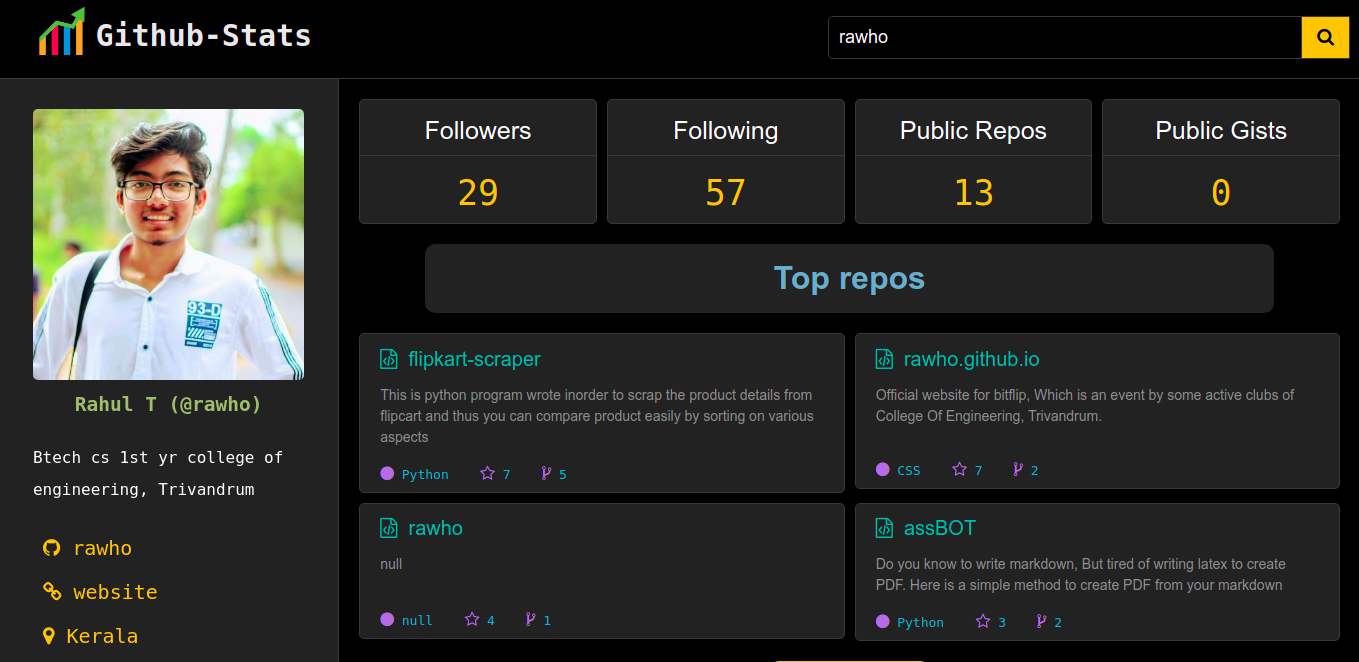 Github-Stats
rawho
93-D
Rahul T (@rawho)
Btech cs 1st yr college of
engineering, Trivandrum
rawho
website
Kerala
Followers
29
Following
57
Public Repos
13
Public Gists
0
Top repos
flipkart-scraper
This is python program wrote inorder to scrap the product details from
flipcart and thus you can compare product easily by sorting on various
aspects
Python 7 5
rawho.github.io
Official website for bitflip, Which is an event by some active clubs of
College Of Engineering, Trivandrum.
CSS 7 2
rawho
null
null 4 1
assBOT
Do you know to write markdown, But tired of writing latex to create
PDF. Here is a simple method to create PDF from your markdown
Python 3 2